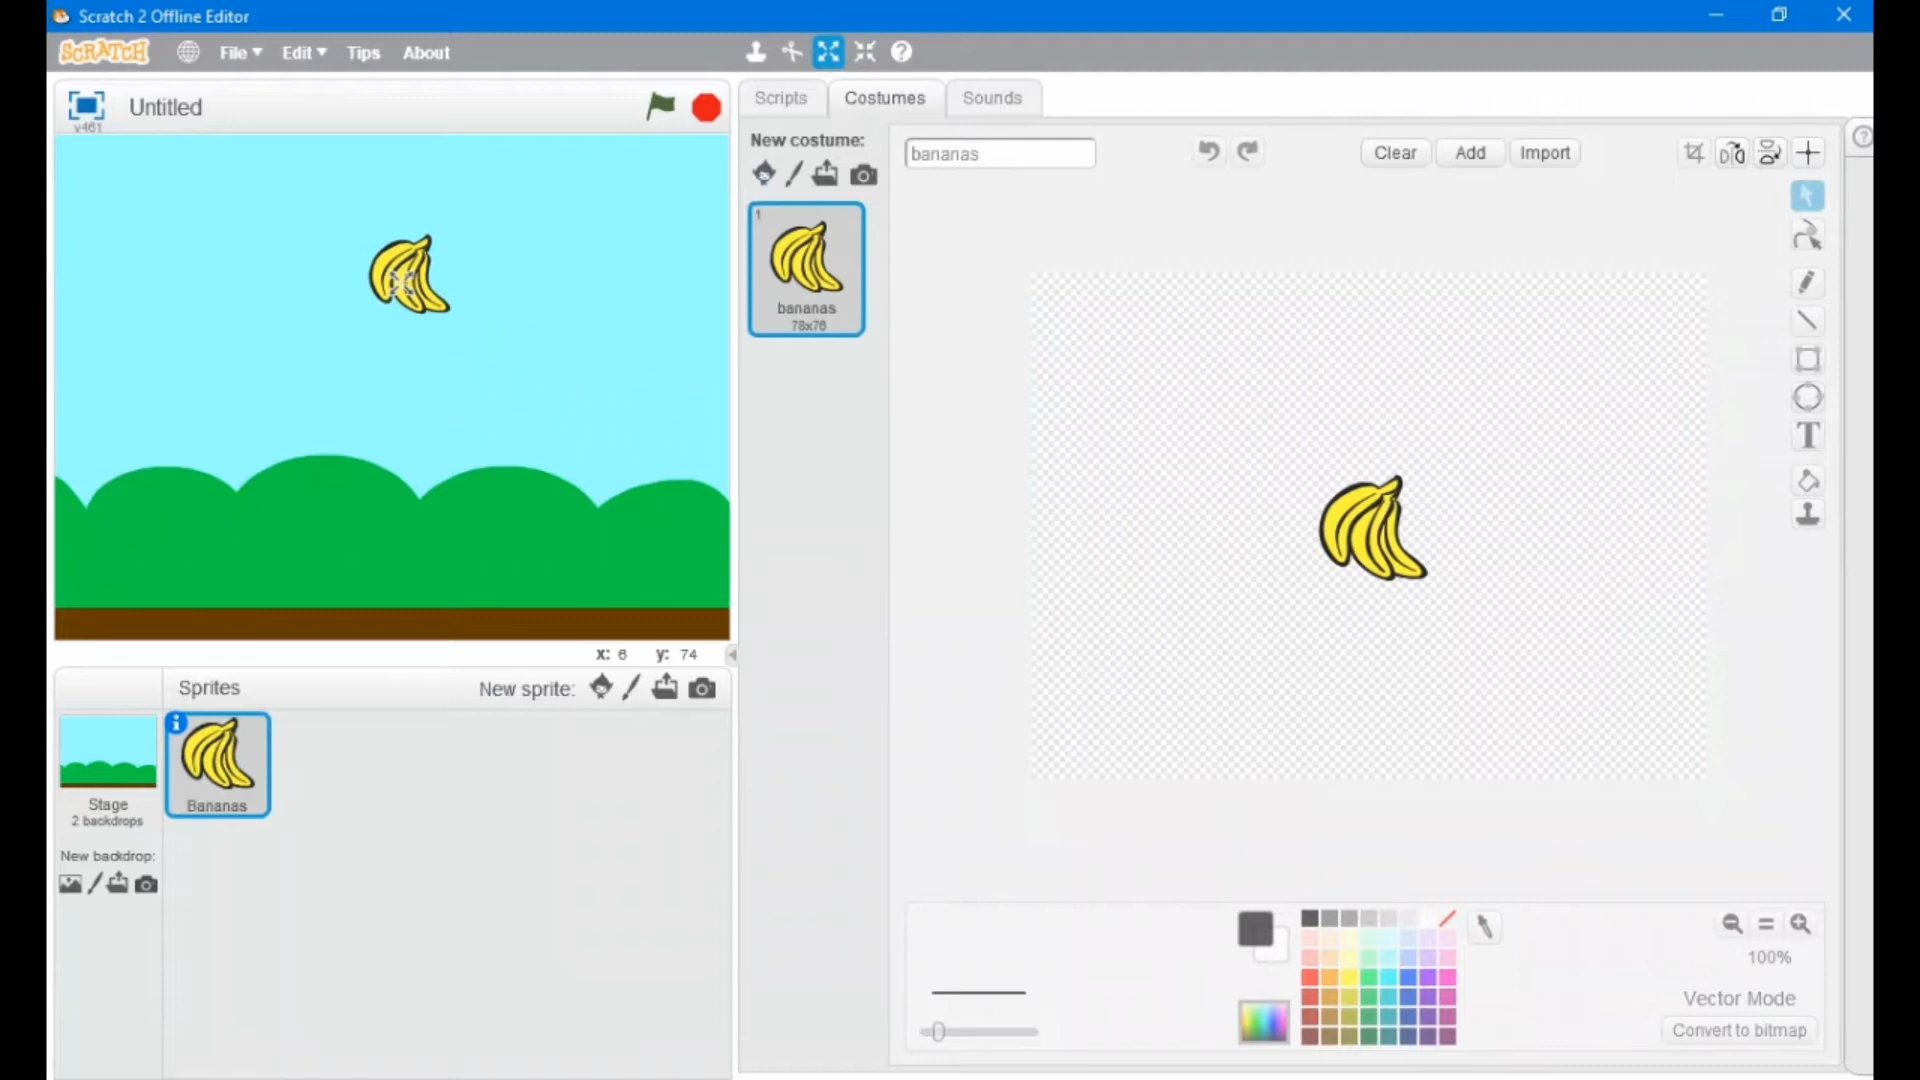 Scratch 2 Offline Editor
SCRATCH File Edit Tips About
v461
Untitled
Scripts Costumes Sounds
New costume:
bananas
Clear Add Import
1
bananas
78x76
x: 6 y: 74
Sprites New sprite:
Bananas
Stage
2 backdrops
New backdrop:
100%
Vector Mode
Convert to bitmap
T